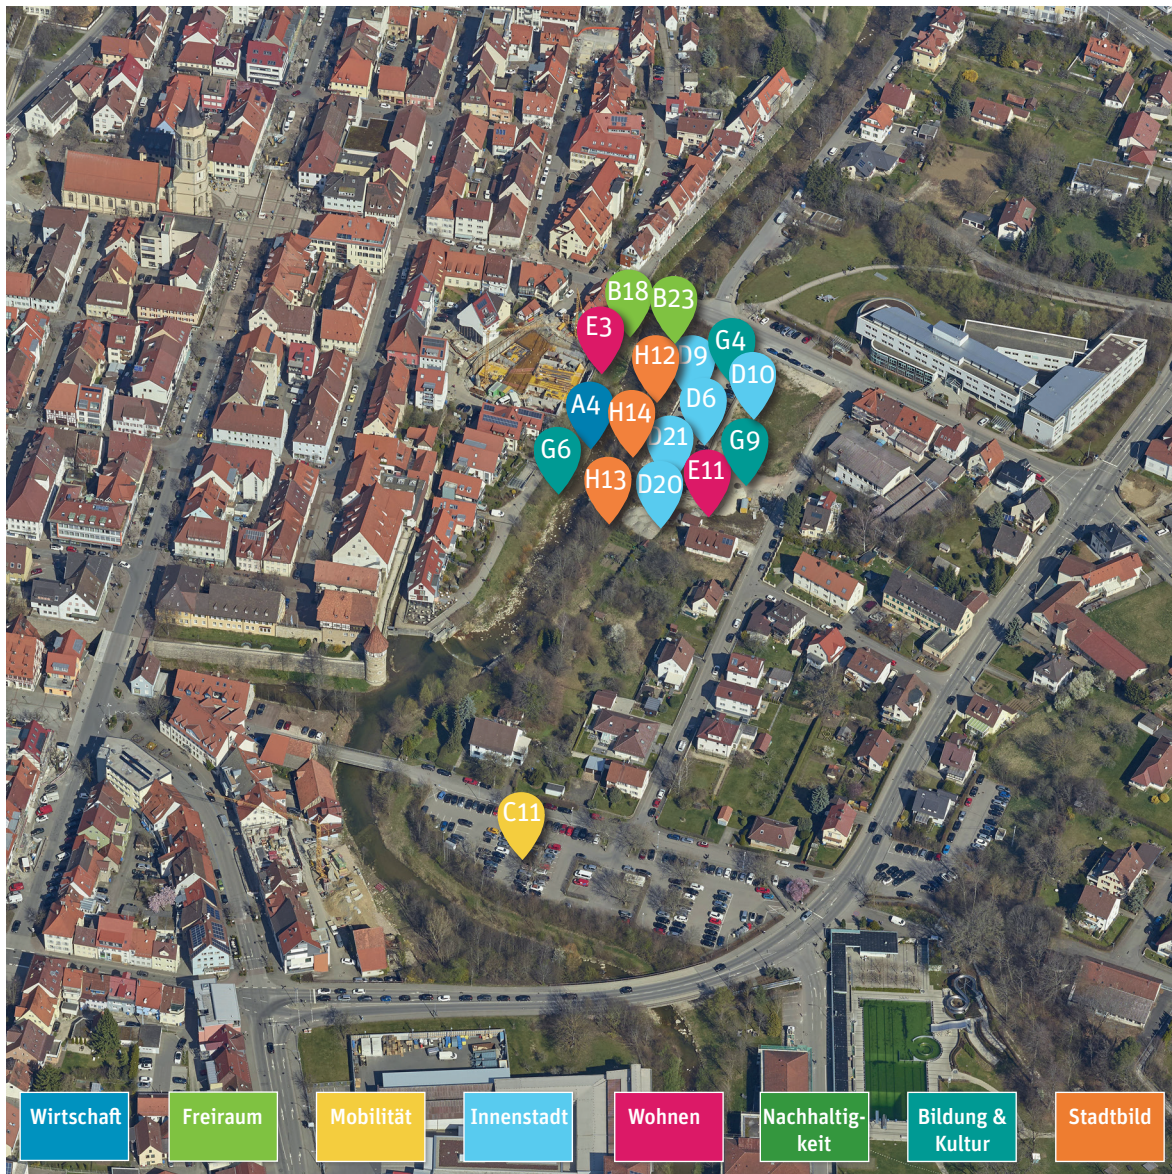 B18
B23
E3
G4
H12
D9
D10
A4
D6
H14
D21
G9
G6
E11
H13
D20
C11
Wirtschaft
Freiraum
Mobilität
Innenstadt
Wohnen
Nachhaltig-
keit
Bildung &
Kultur
Stadtbild